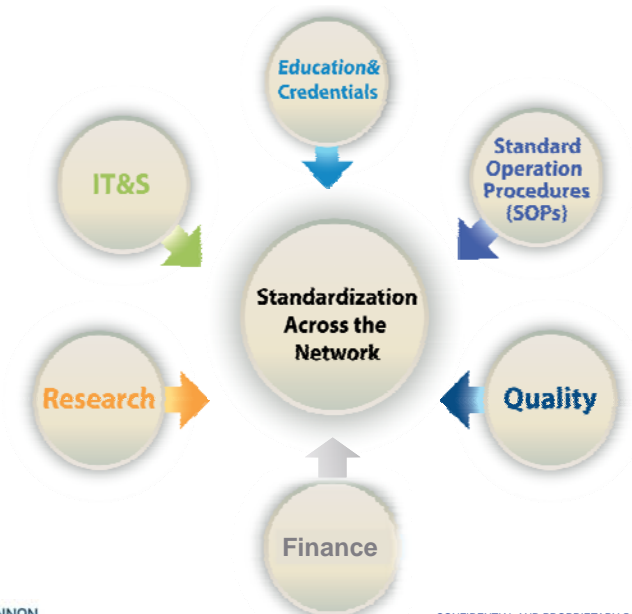 Education&
Credentials
IT&S
Standard
Operation
Procedures
(SOPs)
Standardization
Across the
Network
Research
Quality
Finance